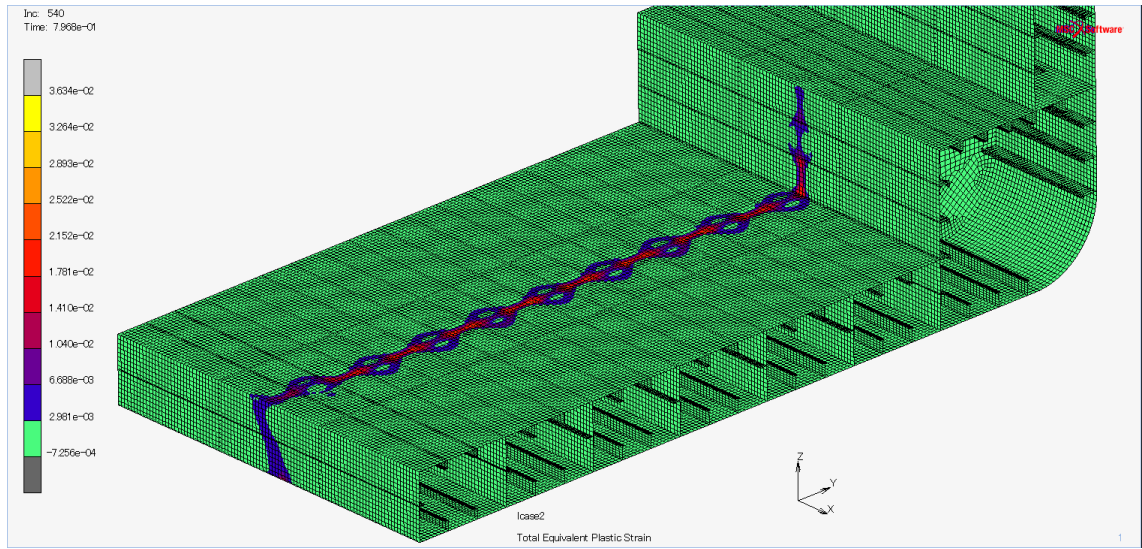 Inc: 540
Time: 7.968e-01
3.634e-02
3.264e-02
2.893e-02
2.522e-02
2.152e-02
1.781e-02
1.410e-02
1.040e-02
6.688e-03
2.981e-03
-7.256e-04
Software
Z
Y
X
lcase2
Total Equivalent Plastic Strain
1